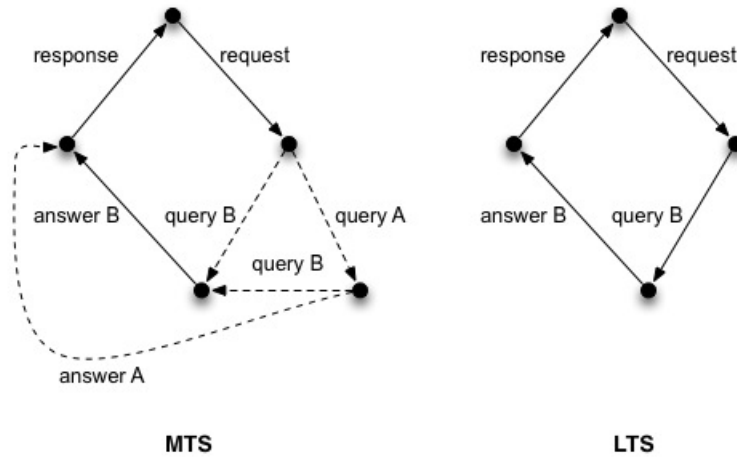 response
request
answer B
query B
query A
query B
answer A
MTS
response
request
answer B
query B
LTS